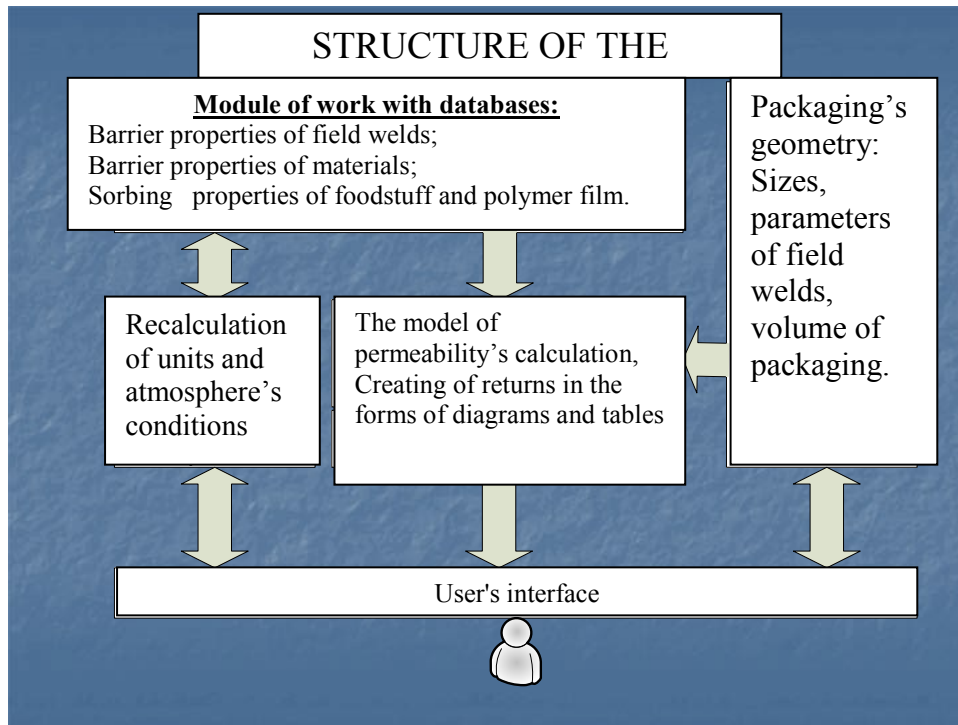 STRUCTURE OF THE
Module of work with databases:
Barrier properties of field welds;
Barrier properties of materials;
Sorbing properties of foodstuff and polymer film.
Packaging's
geometry:
Sizes,
parameters
of field
welds,
volume of
packaging.
Recalculation
of units and
atmosphere's
conditions
The model of
permeability's calculation,
Creating of returns in the
forms of diagrams and tables
User's interface